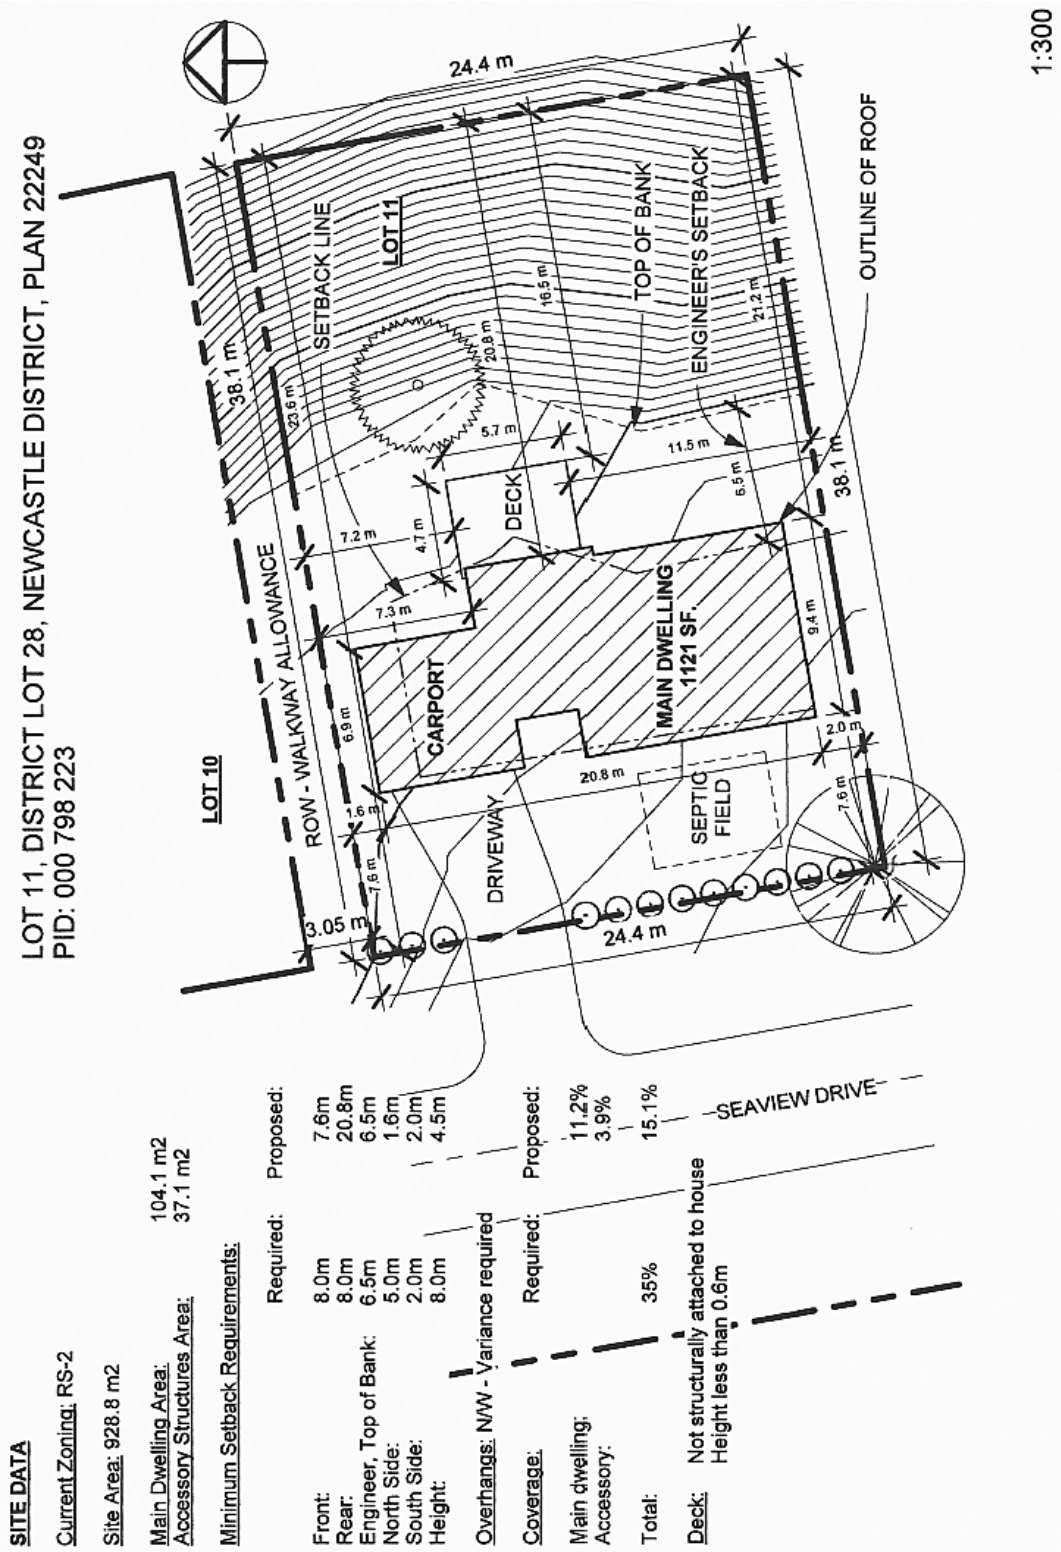 LOT 11, DISTRICT LOT 28, NEWCASTLE DISTRICT, PLAN 22249
PID: 000 798 223
SITE DATA
Current Zoning: RS-2
Site Area: 928.8 m2
Main Dwelling Area: 104.1 m2
Accessory Structures Area: 37.1 m2
Minimum Setback Requirements:
Required: Proposed:
Front: 8.0m 7.6m
Rear: 8.0m 20.8m
Engineer, Top of Bank: 6.5m 6.5m
North Side: 5.0m 1.6m
South Side: 2.0m 2.0m
Height: 8.0m 4.5m
Overhangs: N/W - Variance required
Coverage: Required: Proposed:
Main dwelling: 11.2%
Accessory: 3.9%
Total: 35% 15.1%
Deck: Not structurally attached to house
Height less than 0.6m
LOT 10
ROW - WALKWAY ALLOWANCE
38.1 m
23.6 m
SETBACK LINE
LOT 11
24.4 m
3.05 m
7.6 m
1.6 m
6.9 m
7.2 m
7.3 m
4.7 m
5.7 m
20.8 m
16.5 m
CARPORT
DECK
DRIVEWAY
TOP OF BANK
ENGINEER'S SETBACK
11.5 m
6.5 m
21.2 m
MAIN DWELLING
1121 SF.
20.8 m
SEPTIC
FIELD
9.4 m
2.0 m
7.6 m
38.1 m
OUTLINE OF ROOF
24.4 m
SEAVIEW DRIVE
1:300